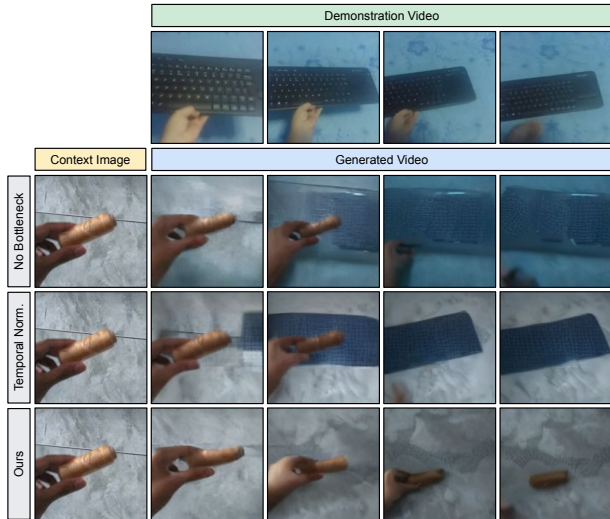 Demonstration Video
Context Image
Generated Video
No Bottleneck
Temporal Norm.
Ours